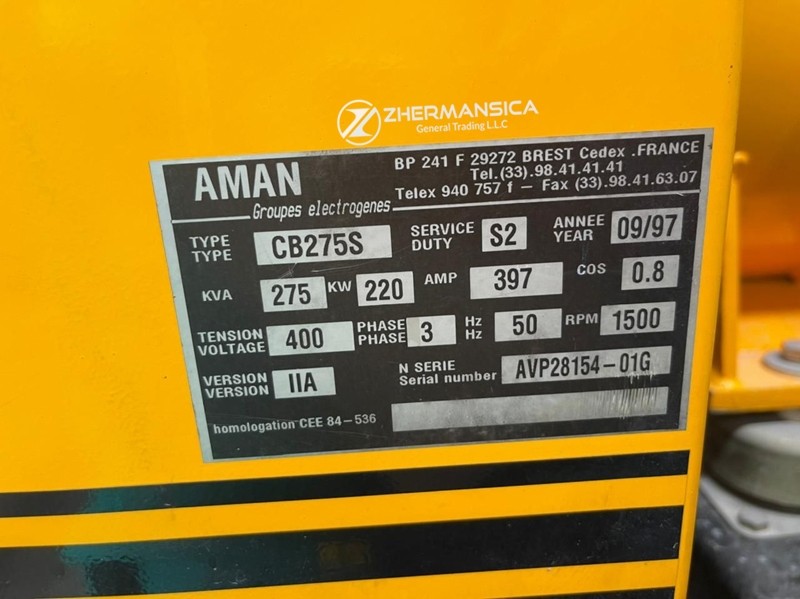 ZHERMANSICA
General Trading L.L.C
AMAN
Groupes electrogenes
BP 241 F 29272 BREST Cedex .FRANCE
Tel.(33).98.41.41.41
Telex 940 757 f – Fax (33).98.41.63.07
TYPE
TYPE
CB275S
SERVICE
DUTY
S2
ANNEE
YEAR
09/97
KVA 275 KW 220 AMP 397 COS 0.8
TENSION
VOLTAGE
400
PHASE
PHASE
3
Hz
Hz
50
RPM 1500
VERSION
VERSION
IIA
N SERIE
Serial number
AVP28154-01G
homologation CEE 84-536